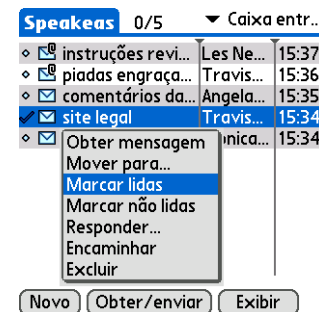 Speakeas 0/5 Caixa entr..
instruções revi... Les Ne... 15:37
piadas engraça... Travis... 15:36
comentários da... Angela... 15:35
site legal Travis... 15:34
onica... 15:34
Obter mensagem
Mover para...
Marcar lidas
Marcar não lidas
Responder...
Encaminhar
Excluir
Novo Obter/enviar Exibir